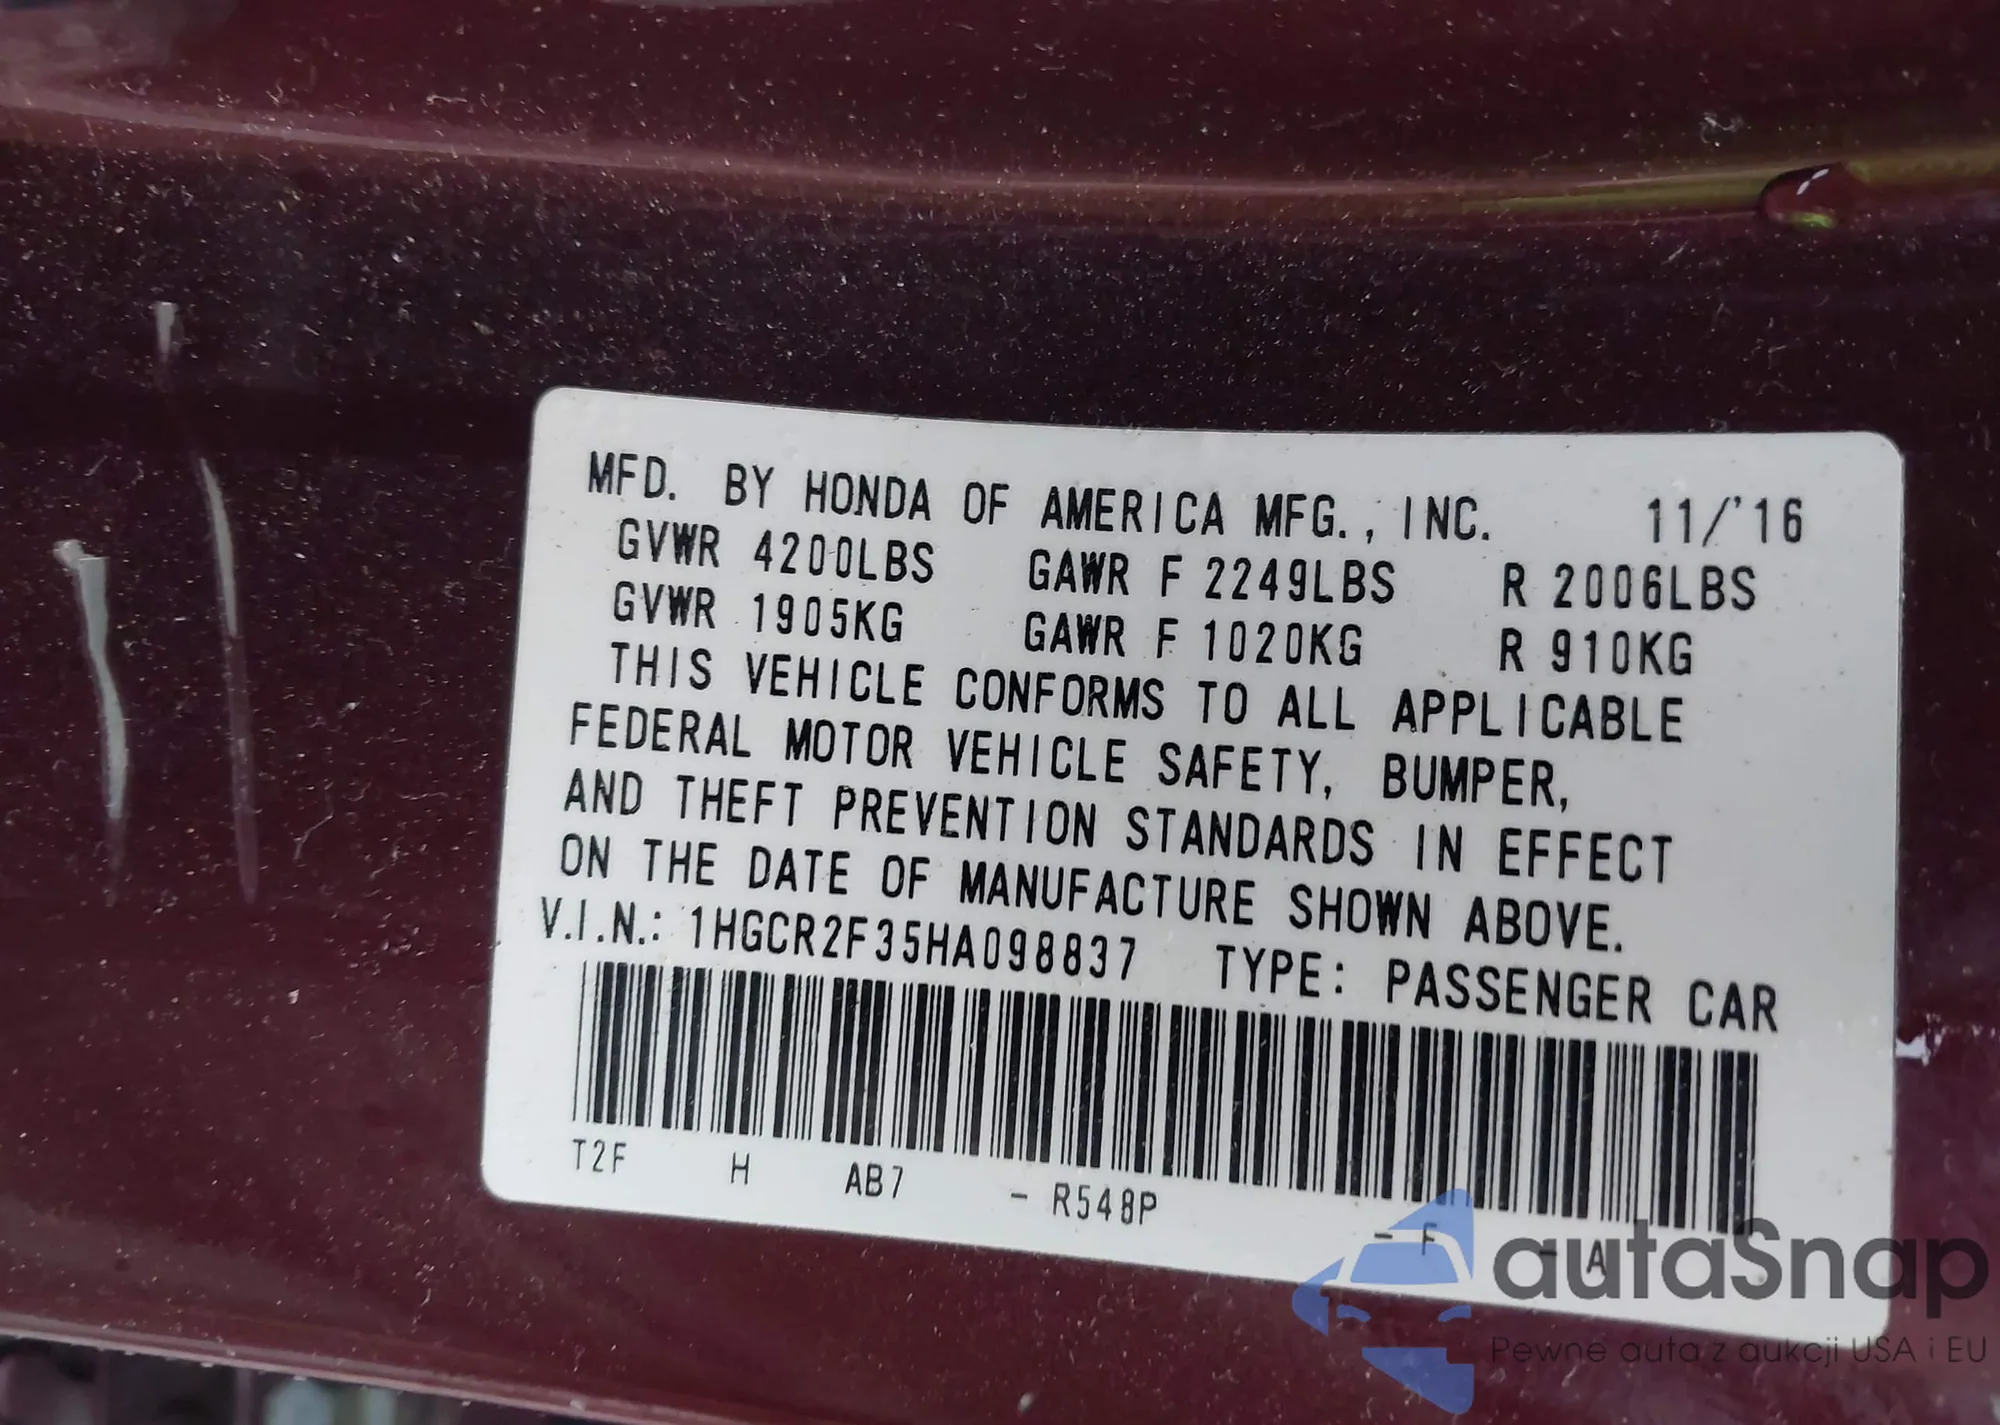 MFD. BY HONDA OF AMERICA MFG., INC. 11/'16
GVWR 4200LBS GAWR F 2249LBS R 2006LBS
GVWR 1905KG GAWR F 1020KG R 910KG
THIS VEHICLE CONFORMS TO ALL APPLICABLE
FEDERAL MOTOR VEHICLE SAFETY, BUMPER,
AND THEFT PREVENTION STANDARDS IN EFFECT
ON THE DATE OF MANUFACTURE SHOWN ABOVE.
V.I.N.: 1HGCR2F35HA098837 TYPE: PASSENGER CAR
T2F H AB7 - R548P - F - A
autaSnap
Pewne auta z aukcji USA i EU